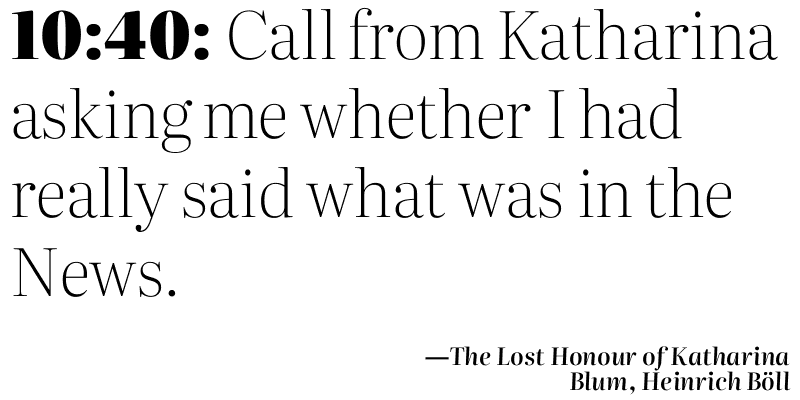 10:40: Call from Katharina
asking me whether I had
really said what was in the
News.
—The Lost Honour of Katharina
Blum, Heinrich Böll